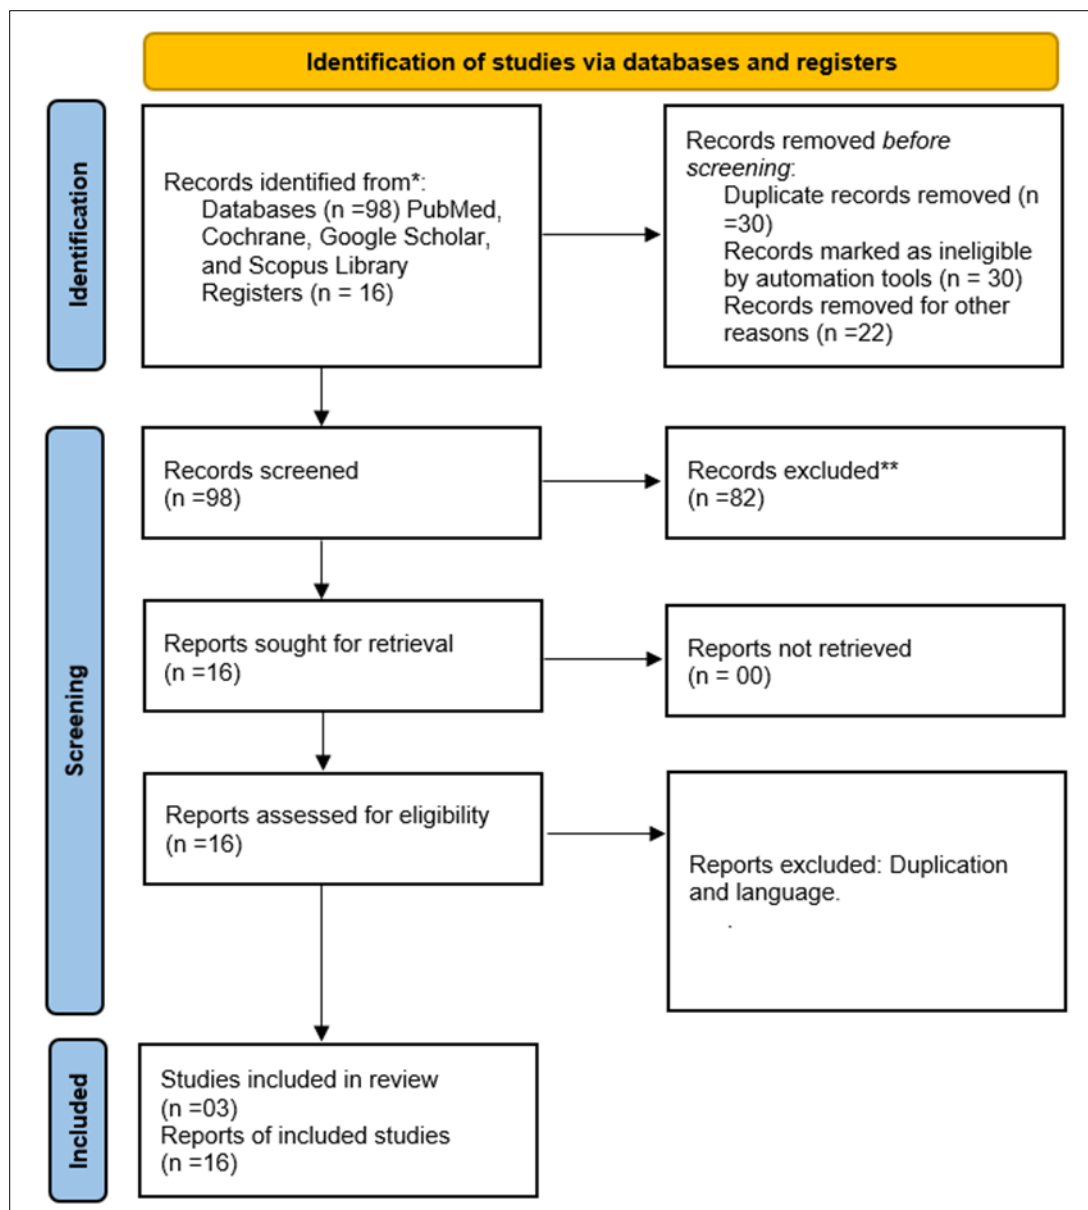 Identification of studies via databases and registers
Identification
Records identified from*:
Databases (n =98) PubMed,
Cochrane, Google Scholar,
and Scopus Library
Registers (n = 16)
Records removed before
screening:
Duplicate records removed (n
=30)
Records marked as ineligible
by automation tools (n = 30)
Records removed for other
reasons (n =22)
Screening
Records screened
(n =98)
Records excluded**
(n =82)
Reports sought for retrieval
(n =16)
Reports not retrieved
(n = 00)
Reports assessed for eligibility
(n =16)
Reports excluded: Duplication
and language.
.
Included
Studies included in review
(n =03)
Reports of included studies
(n =16)